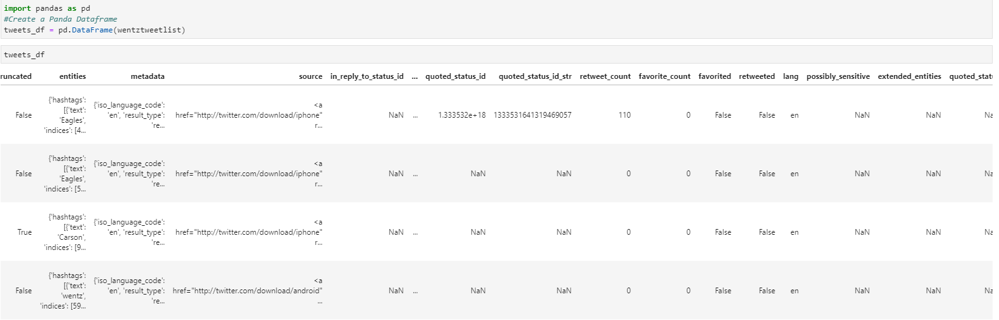 import pandas as pd
#Create a Panda Dataframe
tweets_df = pd.DataFrame(wentztweetlist)
tweets_df
runcated entities metadata source in_reply_to_status_id ... quoted_status_id quoted_status_id_str retweet_count favorite_count favorited retweeted lang possibly_sensitive extended_entities quoted_statu
{'hashtags':
[{'text':
'Eagles',
'indices': [4...
{'iso_language_code':
'en', 'result_type':
're...
<a
href="http://twitter.com/download/iphone"
r...
False NaN ... 1.333532e+18 1333531641319469057 110 0 False False en NaN NaN Na
{'hashtags':
[{'text':
'Eagles',
'indices': [5...
{'iso_language_code':
'en', 'result_type':
're...
<a
href="http://twitter.com/download/iphone"
r...
False NaN ... NaN NaN 0 0 False False en NaN NaN Na
{'hashtags':
[{'text':
'Carson',
'indices': [9...
{'iso_language_code':
'en', 'result_type':
're...
<a
href="http://twitter.com/download/iphone"
r...
True NaN ... NaN NaN 0 0 False False en NaN NaN Na
{'hashtags':
[{'text':
'wentz',
'indices': [59...
{'iso_language_code':
'en', 'result_type':
're...
<a
href="http://twitter.com/download/android"
...
False NaN ... NaN NaN 0 0 False False en NaN NaN Na